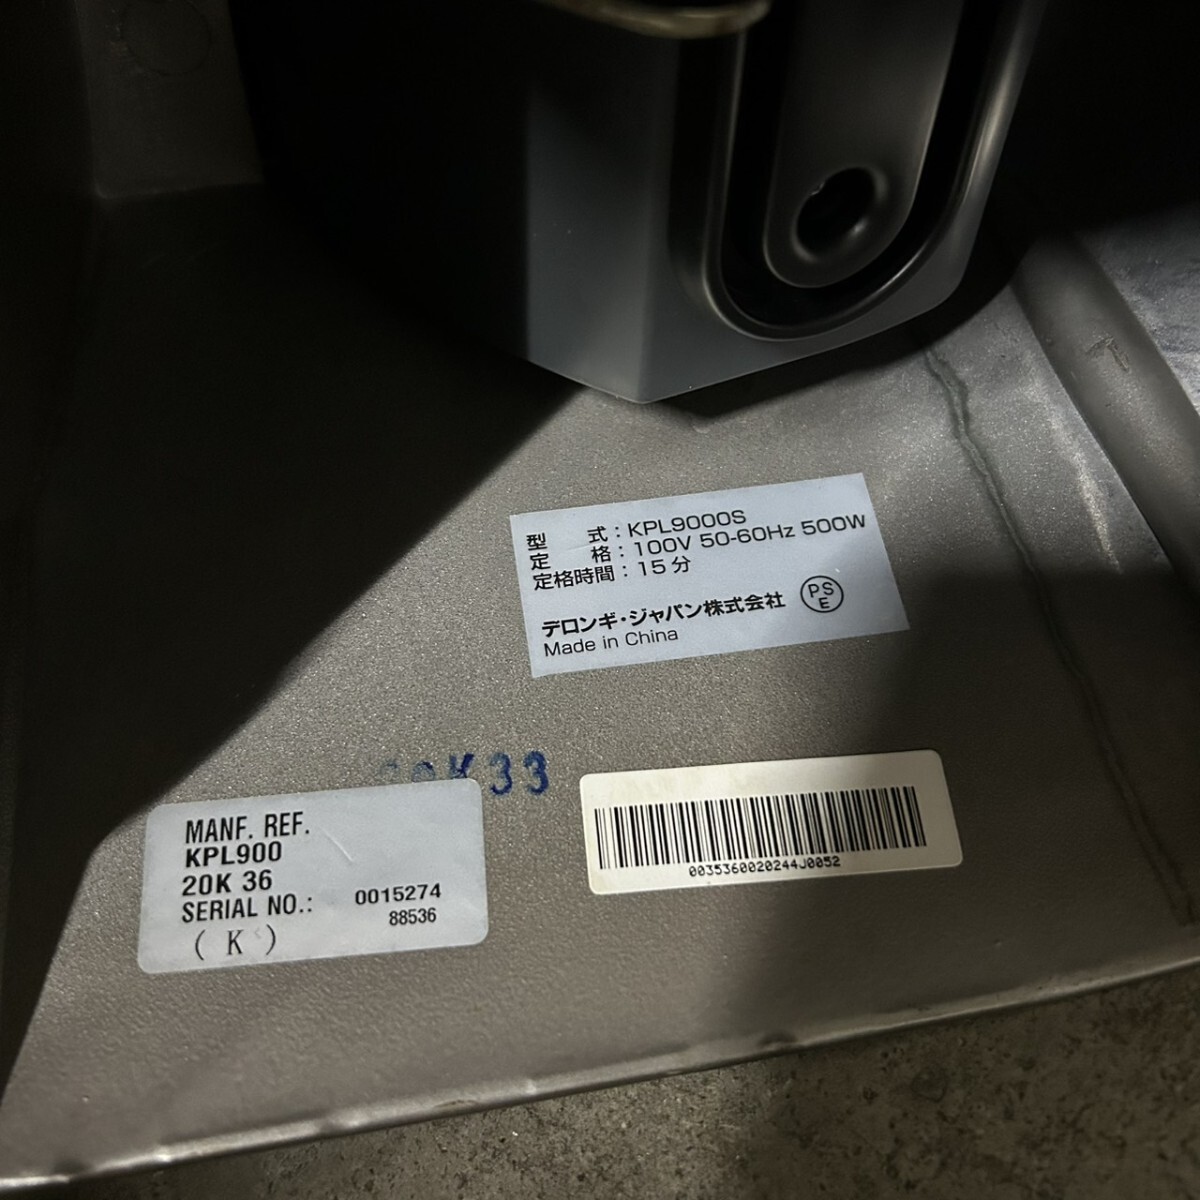 型 式：KPL9000S
定 格：100V 50-60Hz 500W
定格時間：15分
デロンギ・ジャパン株式会社
PS
E
Made in China
K33
MANF. REF.
KPL900
20K 36
SERIAL NO.: 0015274
88536
( K )
0035360020244J0052